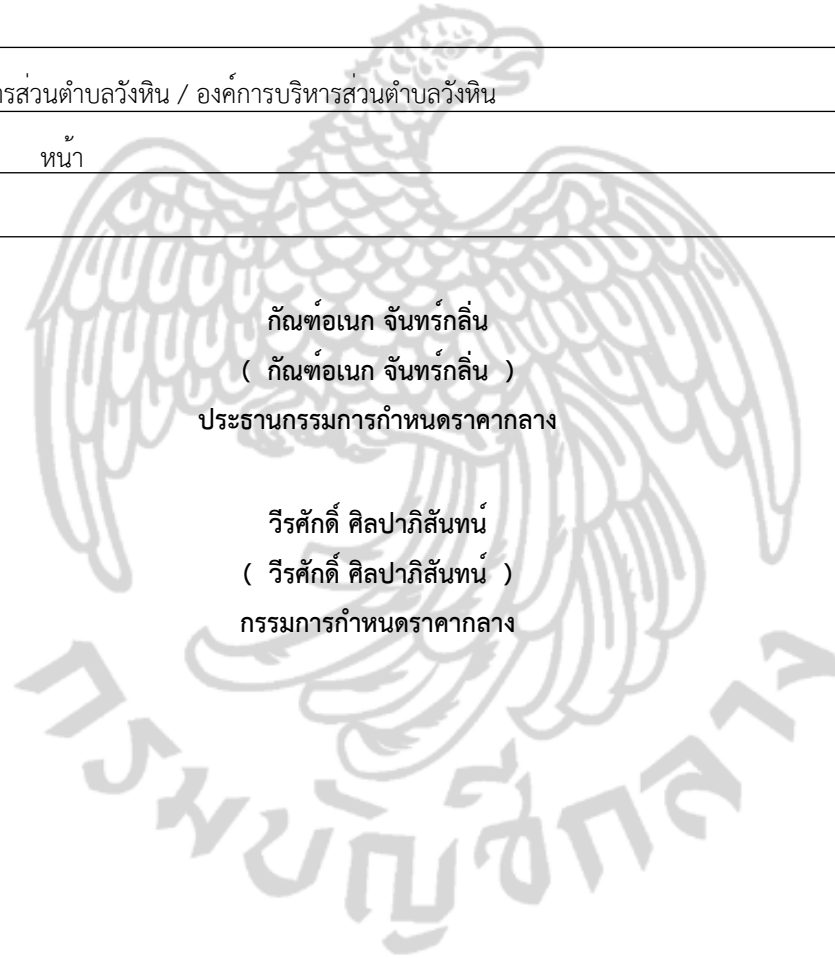 ส่วนตำบลวังหิน / องค์การบริหารส่วนตำบลวังหิน
หน้า
กัณฑ์อเนก จันทร์กลิ่น
( กัณฑ์อเนก จันทร์กลิ่น )
ประธานกรรมการกำหนดราคากลาง
วีรศักดิ์ ศิลปาภิสันทน์
( วีรศักดิ์ ศิลปาภิสันทน์ )
กรรมการกำหนดราคากลาง
กรมบัญชีกลาง